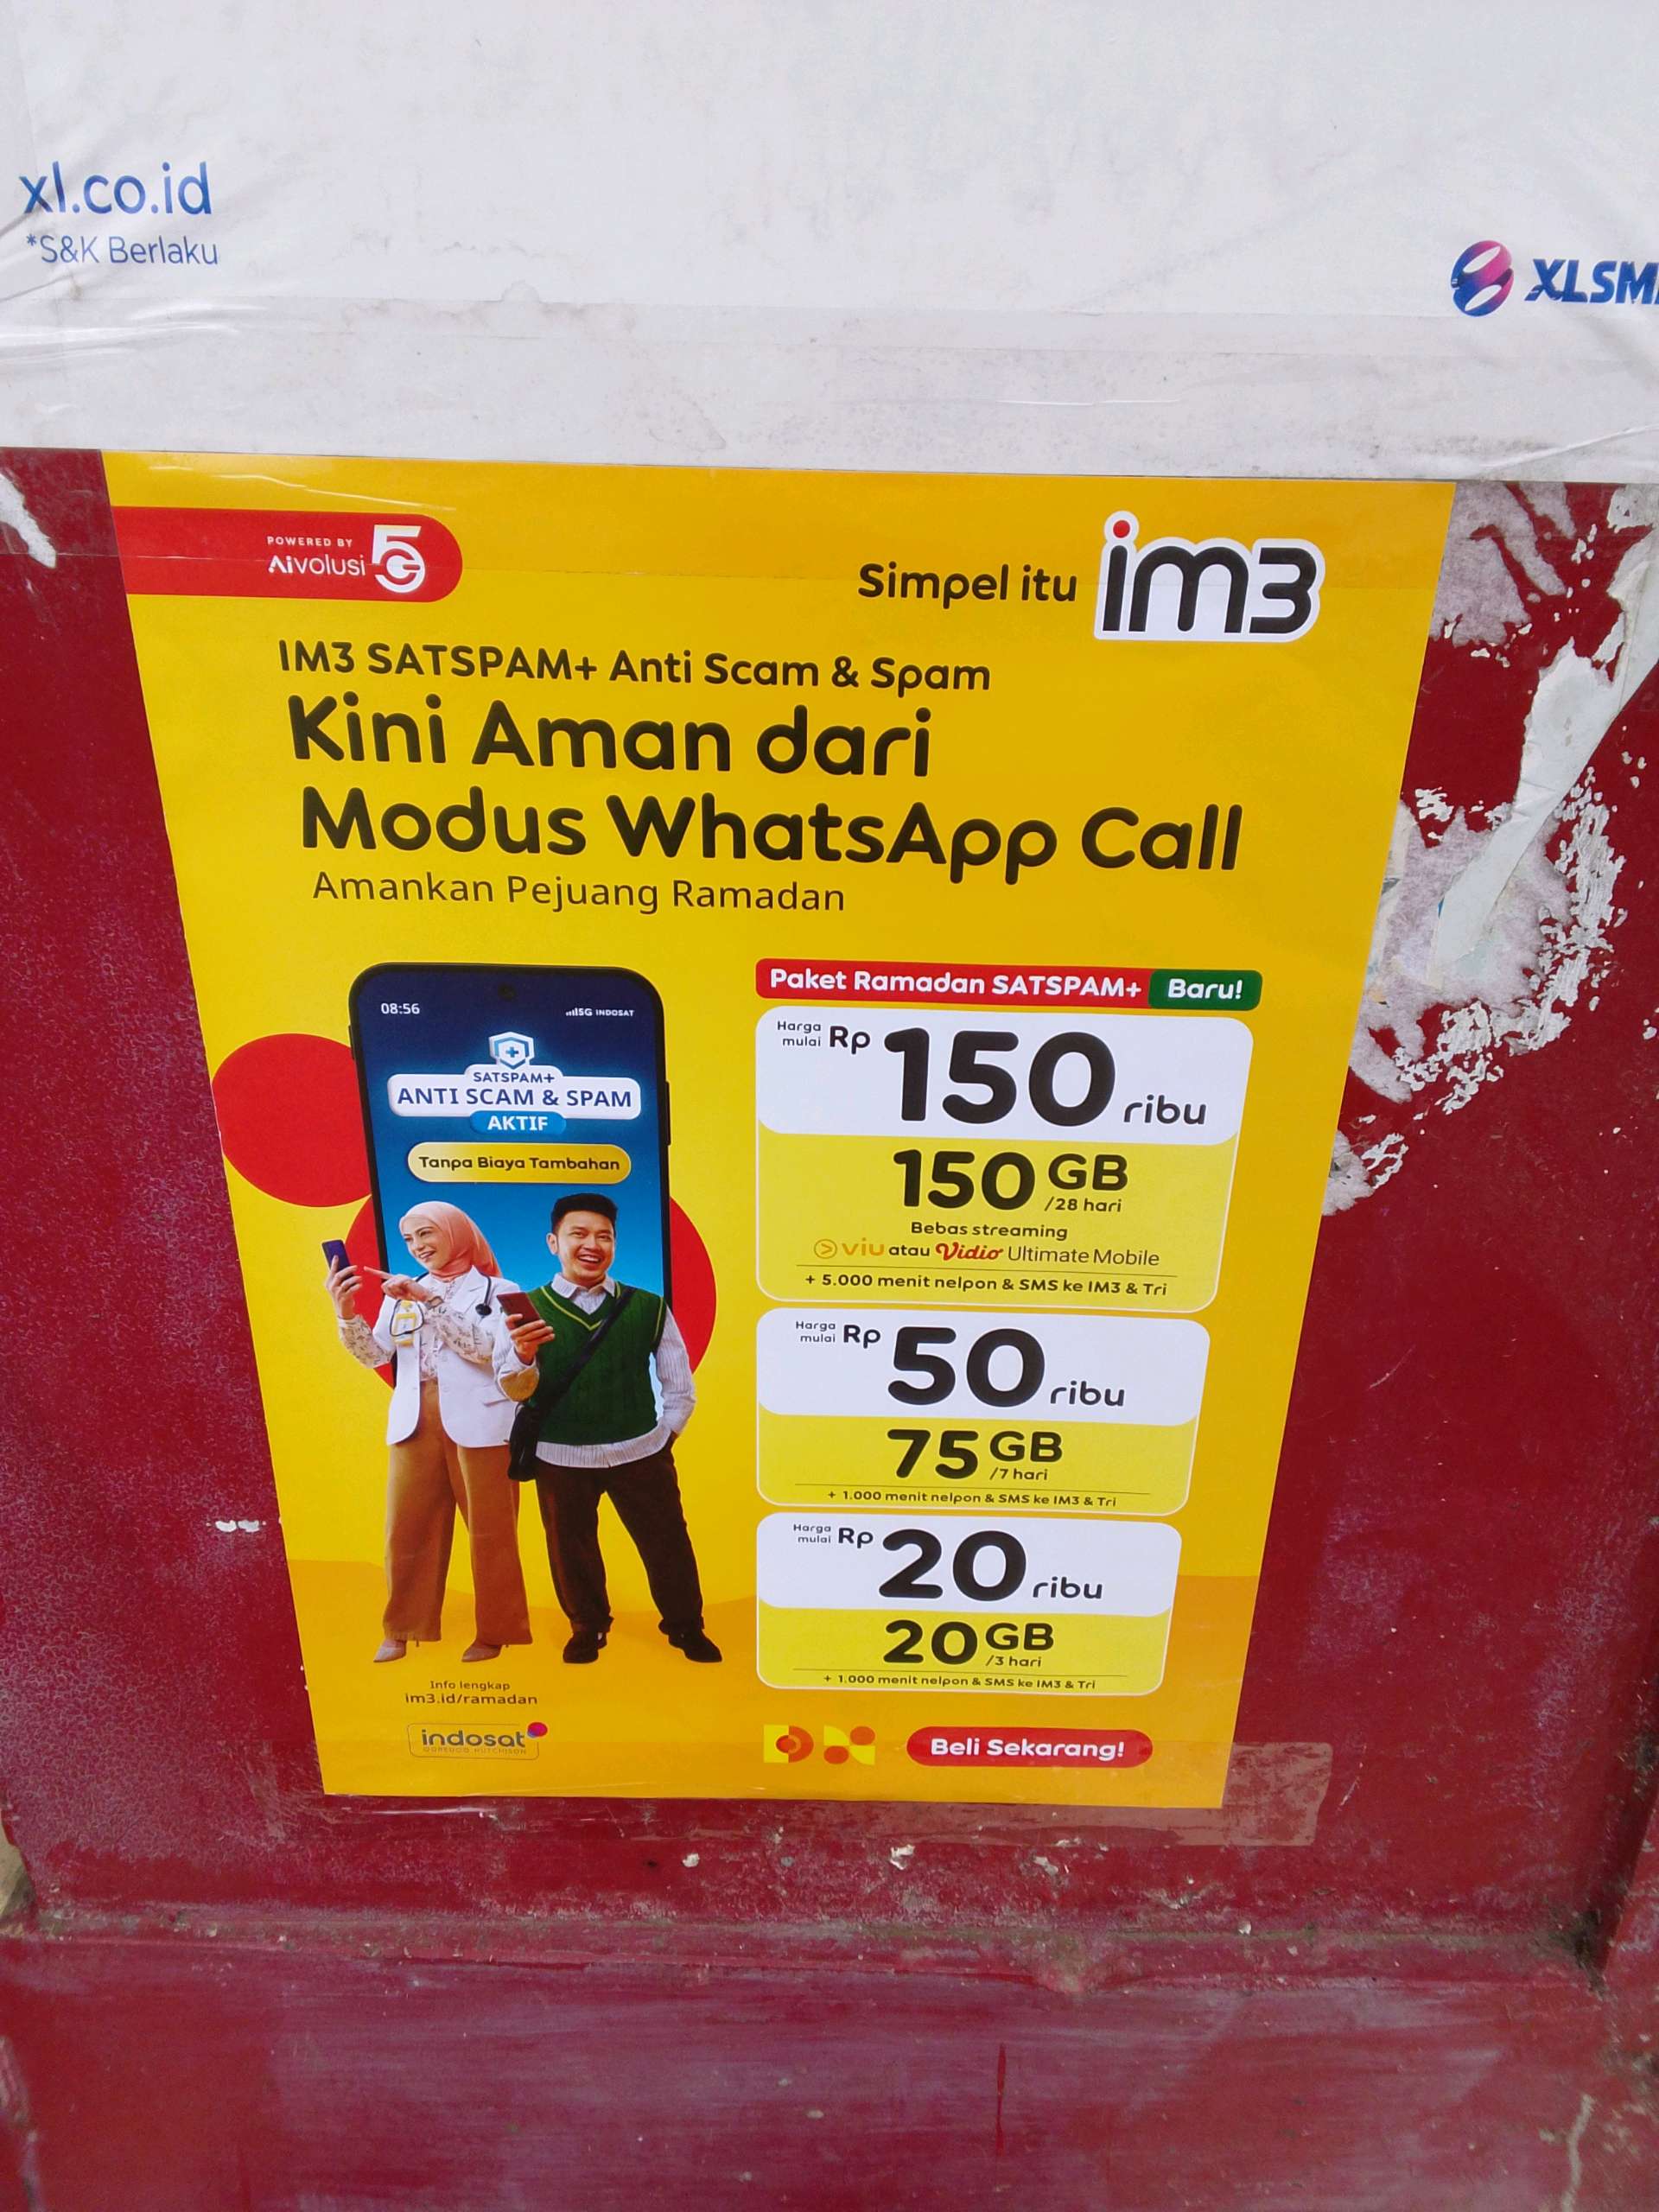 xl.co.id
*S&K Berlaku
XLSM
POWERED BY
AIvolusi 5G
Simpel itu im3
IM3 SATSPAM+ Anti Scam & Spam
Kini Aman dari
Modus WhatsApp Call
Amankan Pejuang Ramadan
08:56
5G INDOSAT
SATSPAM+
ANTI SCAM & SPAM
AKTIF
Tanpa Biaya Tambahan
Paket Ramadan SATSPAM+ Baru!
Harga mulai Rp 150 ribu
150 GB
/28 hari
Bebas streaming
viu atau Vidio Ultimate Mobile
+ 5.000 menit nelpon & SMS ke IM3 & Tri
Harga mulai Rp 50 ribu
75 GB
/7 hari
+ 1.000 menit nelpon & SMS ke IM3 & Tri
Harga mulai Rp 20 ribu
20 GB
/3 hari
+ 1.000 menit nelpon & SMS ke IM3 & Tri
Info lengkap
im3.id/ramadan
indosat
OOREDOO HUTCHISON
Beli Sekarang!